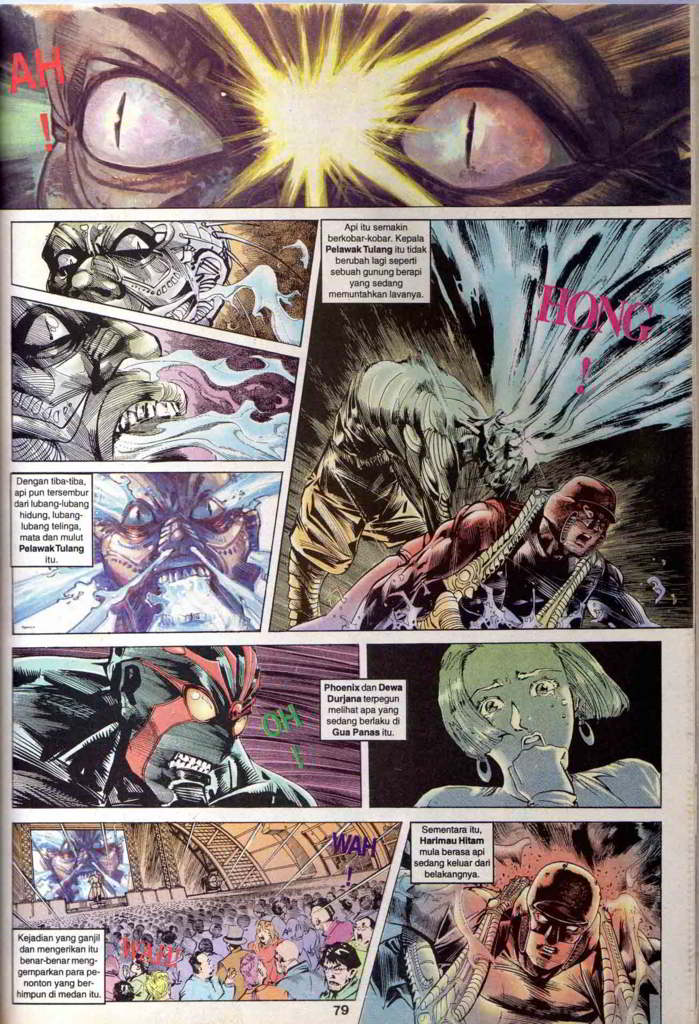 AH
!
Api itu semakin
berkobar-kobar. Kepala
Pelawak Tulang itu tidak
berubah lagi seperti
sebuah gunung berapi
yang sedang
memuntahkan lavanya.
HONG
!
Dengan tiba-tiba,
api pun tersembur
dari lubang-lubang
hidung, lubang-
lubang telinga,
mata dan mulut
Pelawak Tulang
itu.
OH
!
Phoenix dan Dewa
Durjana terpegun
melihat apa yang
sedang berlaku di
Gua Panas itu.
WAH
!
WAH
!
Kejadian yang ganjil
dan mengerikan itu
benar-benar meng-
gemparkan para pe-
nonton yang ber-
himpun di medan itu.
Sementara itu,
Harimau Hitam
mula berasa api
sedang keluar dari
belakangnya.
79